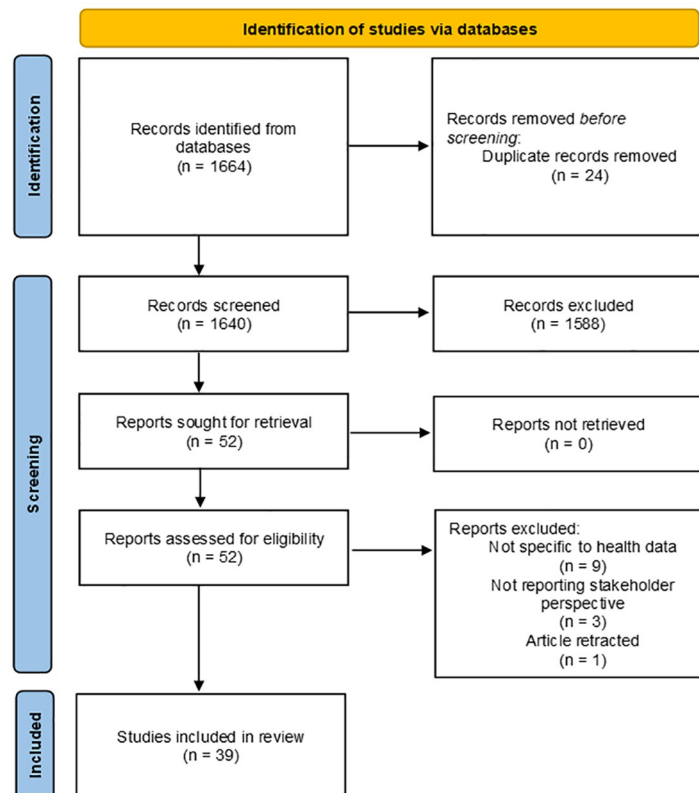 Identification of studies via databases
Identification
Records identified from
databases
(n = 1664)
Records removed before
screening:
Duplicate records removed
(n = 24)
Screening
Records screened
(n = 1640)
Records excluded
(n = 1588)
Reports sought for retrieval
(n = 52)
Reports not retrieved
(n = 0)
Reports assessed for eligibility
(n = 52)
Reports excluded:
Not specific to health data
(n = 9)
Not reporting stakeholder
perspective
(n = 3)
Article retracted
(n = 1)
Included
Studies included in review
(n = 39)